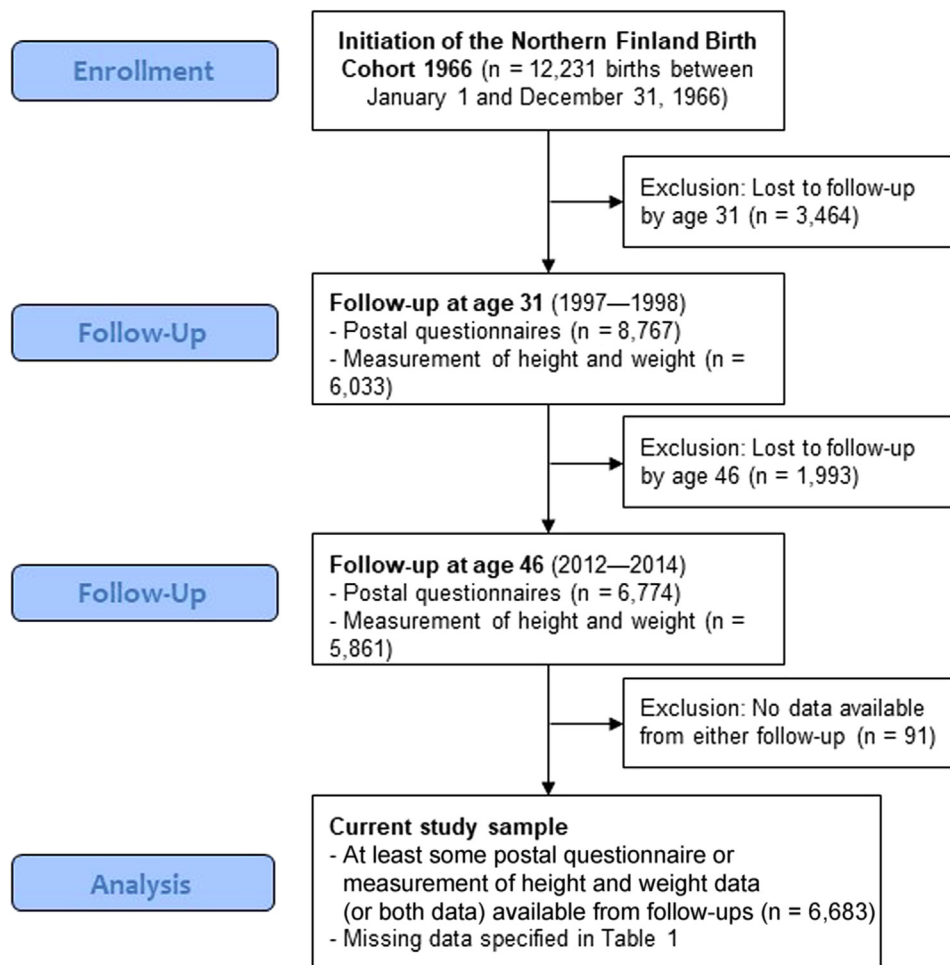 Enrollment
Initiation of the Northern Finland Birth
Cohort 1966 (n = 12,231 births between
January 1 and December 31, 1966)
Exclusion: Lost to follow-up
by age 31 (n = 3,464)
Follow-Up
Follow-up at age 31 (1997—1998)
- Postal questionnaires (n = 8,767)
- Measurement of height and weight (n =
6,033)
Exclusion: Lost to follow-up
by age 46 (n = 1,993)
Follow-Up
Follow-up at age 46 (2012—2014)
- Postal questionnaires (n = 6,774)
- Measurement of height and weight (n =
5,861)
Exclusion: No data available
from either follow-up (n = 91)
Analysis
Current study sample
- At least some postal questionnaire or
measurement of height and weight data
(or both data) available from follow-ups (n = 6,683)
- Missing data specified in Table 1